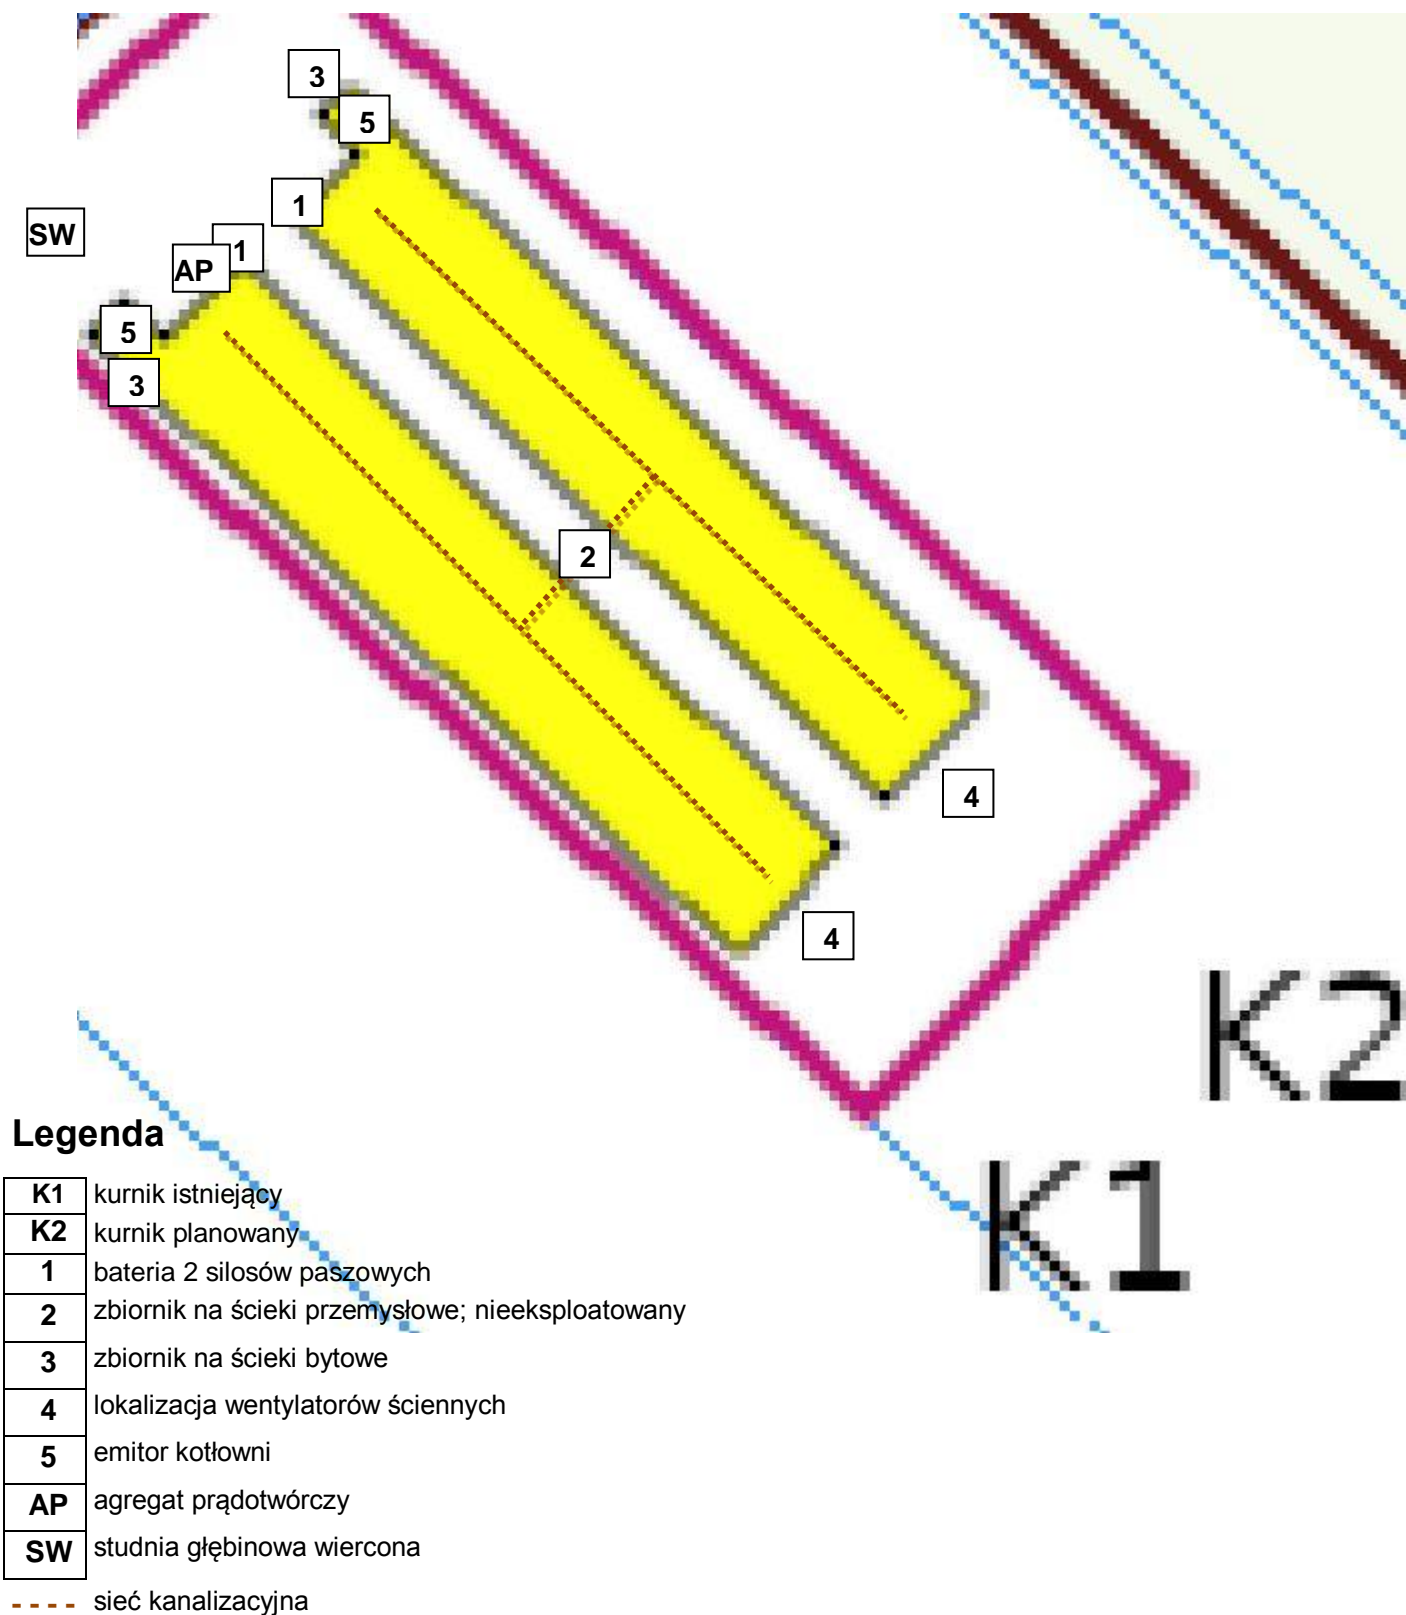 3
5
1
SW
1
AP
5
3
2
4
4
K2
K1
Legenda
K1 kurnik istniejący
K2 kurnik planowany
1 bateria 2 silosów paszowych
2 zbiornik na ścieki przemysłowe; nieeksploatowany
3 zbiornik na ścieki bytowe
4 lokalizacja wentylatorów ściennych
5 emitor kotłowni
AP agregat prądotwórczy
SW studnia głębinowa wiercona
sieć kanalizacyjna